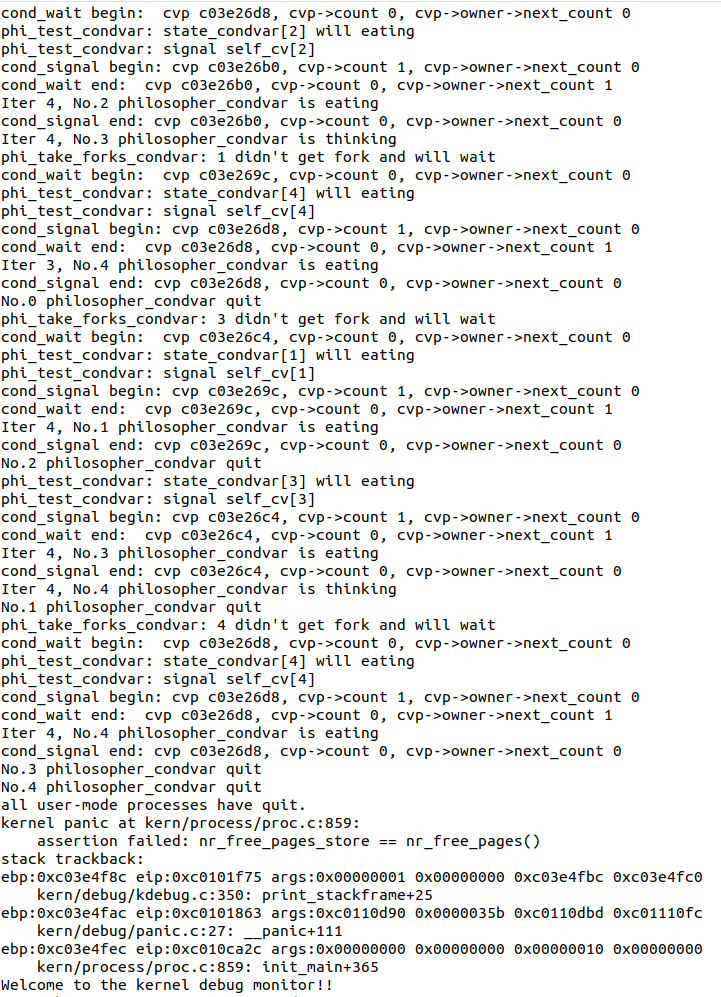 cond_wait begin:  cvp c03e26d8, cvp->count 0, cvp->owner->next_count 0
phi_test_condvar: state_condvar[2] will eating
phi_test_condvar: signal self_cv[2]
cond_signal begin: cvp c03e26b0, cvp->count 1, cvp->owner->next_count 0
cond_wait end:  cvp c03e26b0, cvp->count 0, cvp->owner->next_count 1
Iter 4, No.2 philosopher_condvar is eating
cond_signal end: cvp c03e26b0, cvp->count 0, cvp->owner->next_count 0
Iter 4, No.3 philosopher_condvar is thinking
phi_take_forks_condvar: 1 didn't get fork and will wait
cond_wait begin:  cvp c03e269c, cvp->count 0, cvp->owner->next_count 0
phi_test_condvar: state_condvar[4] will eating
phi_test_condvar: signal self_cv[4]
cond_signal begin: cvp c03e26d8, cvp->count 1, cvp->owner->next_count 0
cond_wait end:  cvp c03e26d8, cvp->count 0, cvp->owner->next_count 1
Iter 3, No.4 philosopher_condvar is eating
cond_signal end: cvp c03e26d8, cvp->count 0, cvp->owner->next_count 0
No.0 philosopher_condvar quit
phi_take_forks_condvar: 3 didn't get fork and will wait
cond_wait begin:  cvp c03e26c4, cvp->count 0, cvp->owner->next_count 0
phi_test_condvar: state_condvar[1] will eating
phi_test_condvar: signal self_cv[1]
cond_signal begin: cvp c03e269c, cvp->count 1, cvp->owner->next_count 0
cond_wait end:  cvp c03e269c, cvp->count 0, cvp->owner->next_count 1
Iter 4, No.1 philosopher_condvar is eating
cond_signal end: cvp c03e269c, cvp->count 0, cvp->owner->next_count 0
No.2 philosopher_condvar quit
phi_test_condvar: state_condvar[3] will eating
phi_test_condvar: signal self_cv[3]
cond_signal begin: cvp c03e26c4, cvp->count 1, cvp->owner->next_count 0
cond_wait end:  cvp c03e26c4, cvp->count 0, cvp->owner->next_count 1
Iter 4, No.3 philosopher_condvar is eating
cond_signal end: cvp c03e26c4, cvp->count 0, cvp->owner->next_count 0
Iter 4, No.4 philosopher_condvar is thinking
No.1 philosopher_condvar quit
phi_take_forks_condvar: 4 didn't get fork and will wait
cond_wait begin:  cvp c03e26d8, cvp->count 0, cvp->owner->next_count 0
phi_test_condvar: state_condvar[4] will eating
phi_test_condvar: signal self_cv[4]
cond_signal begin: cvp c03e26d8, cvp->count 1, cvp->owner->next_count 0
cond_wait end:  cvp c03e26d8, cvp->count 0, cvp->owner->next_count 1
Iter 4, No.4 philosopher_condvar is eating
cond_signal end: cvp c03e26d8, cvp->count 0, cvp->owner->next_count 0
No.3 philosopher_condvar quit
No.4 philosopher_condvar quit
all user-mode processes have quit.
kernel panic at kern/process/proc.c:859:
    assertion failed: nr_free_pages_store == nr_free_pages()
stack trackback:
ebp:0xc03e4f8c eip:0xc0101f75 args:0x00000001 0x00000000 0xc03e4fbc 0xc03e4fc0
    kern/debug/kdebug.c:350: print_stackframe+25
ebp:0xc03e4fac eip:0xc0101863 args:0xc0110d90 0x0000035b 0xc0110dbd 0xc01110fc
    kern/debug/panic.c:27: __panic+111
ebp:0xc03e4fec eip:0xc010ca2c args:0x00000000 0x00000000 0x00000010 0x00000000
    kern/process/proc.c:859: init_main+365
Welcome to the kernel debug monitor!!